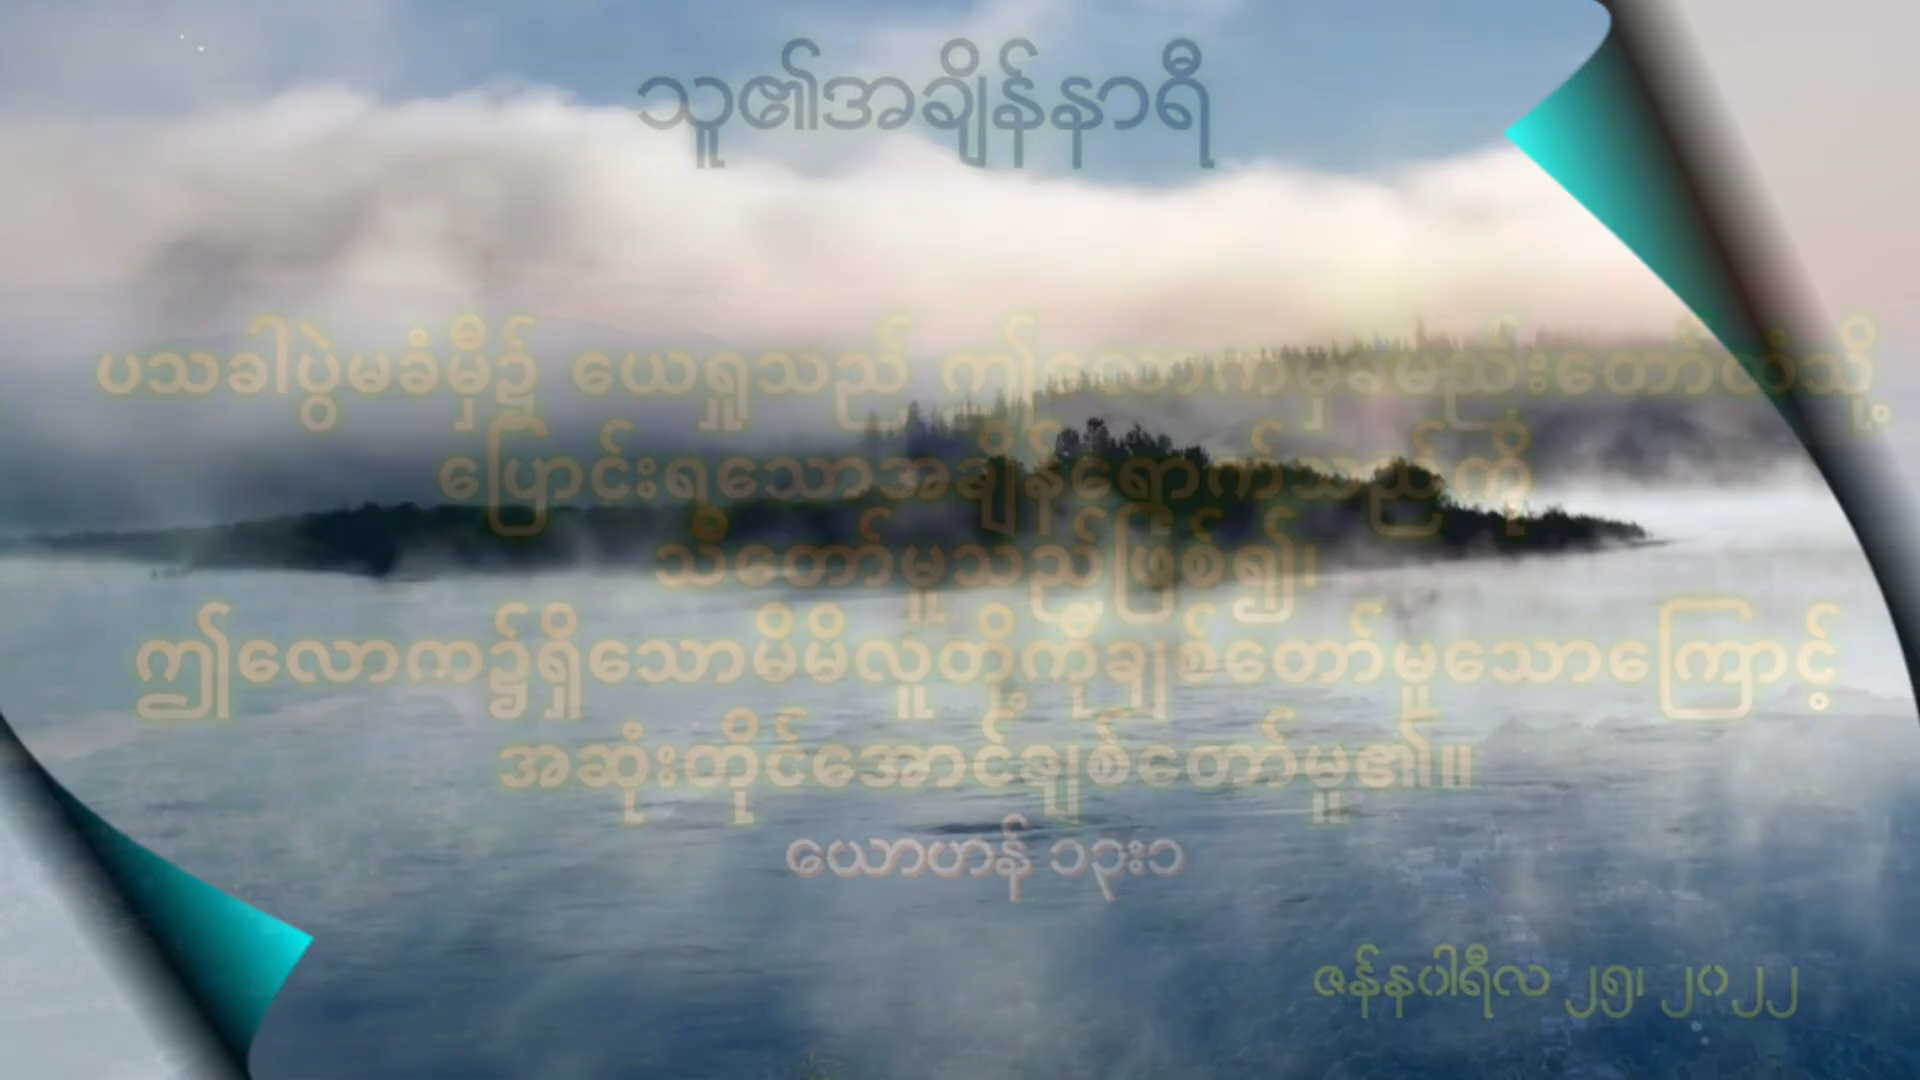 သူ၏အချိန်နာရီ
ပသခါပွဲမခံမှီ၌ ယေရှုသည် ဤလောကမှခမည်းတော်ထံသို့
ပြောင်းရသောအချိန်ရောက်သည်ကို
သိတော်မူသည်ဖြစ်၍၊
ဤလောက၌ရှိသောမိမိလူတို့ကိုချစ်တော်မူသောကြောင့်
အဆုံးတိုင်အောင်ချစ်တော်မူ၏။
ယောဟန် ၁၃း၁
ဇန်နဝါရီလ ၂၅၊ ၂၀၂၂